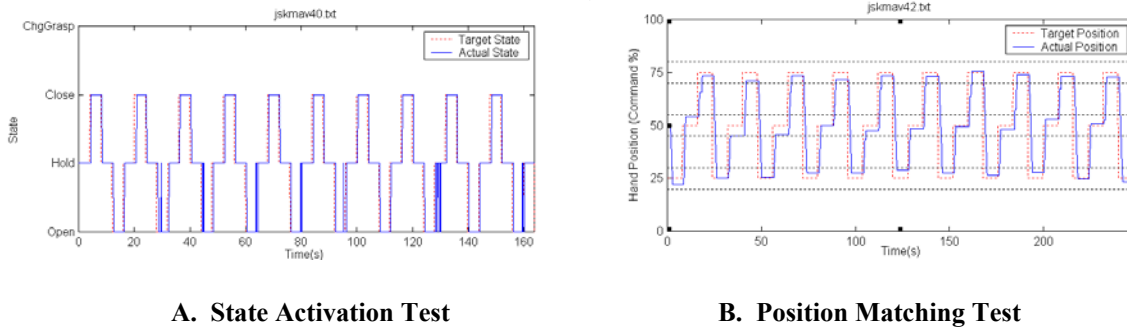 jskmav40.txt
ChgGrasp
Close
Hold
Open
State
Target State
Actual State
0 20 40 60 80 100 120 140 160
Time(s)
A. State Activation Test
jskmav42.txt
100
75
50
25
0
Hand Position (Command %)
Target Position
Actual Position
0 50 100 150 200
Time(s)
B. Position Matching Test